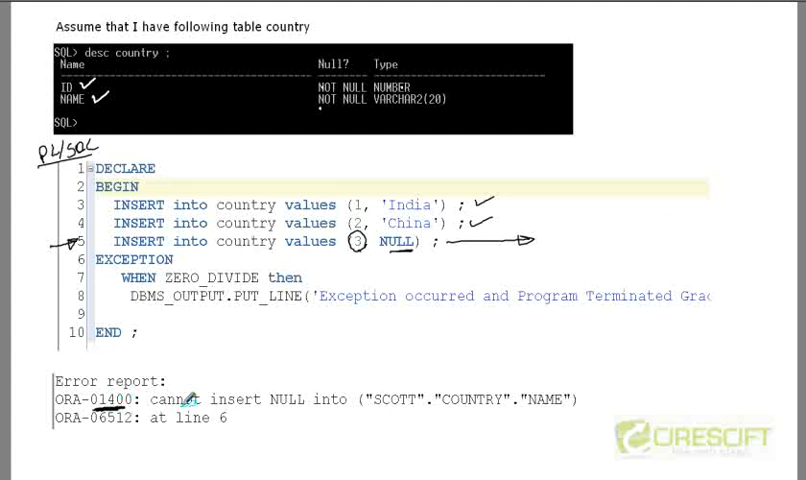 Assume that I have following table country
SQL> desc country ;
Name Null? Type
ID NOT NULL NUMBER
NAME NOT NULL VARCHAR2(20)
SQL>
PL/SQL
1 DECLARE
2 BEGIN
3 INSERT into country values (1, 'India') ;
4 INSERT into country values (2, 'China') ;
5 INSERT into country values (3 NULL) ;
6 EXCEPTION
7 WHEN ZERO_DIVIDE then
8 DBMS_OUTPUT.PUT_LINE('Exception occurred and Program Terminated Grac
9
10 END ;
Error report:
ORA-01400: cannot insert NULL into ("SCOTT"."COUNTRY"."NAME")
ORA-06512: at line 6